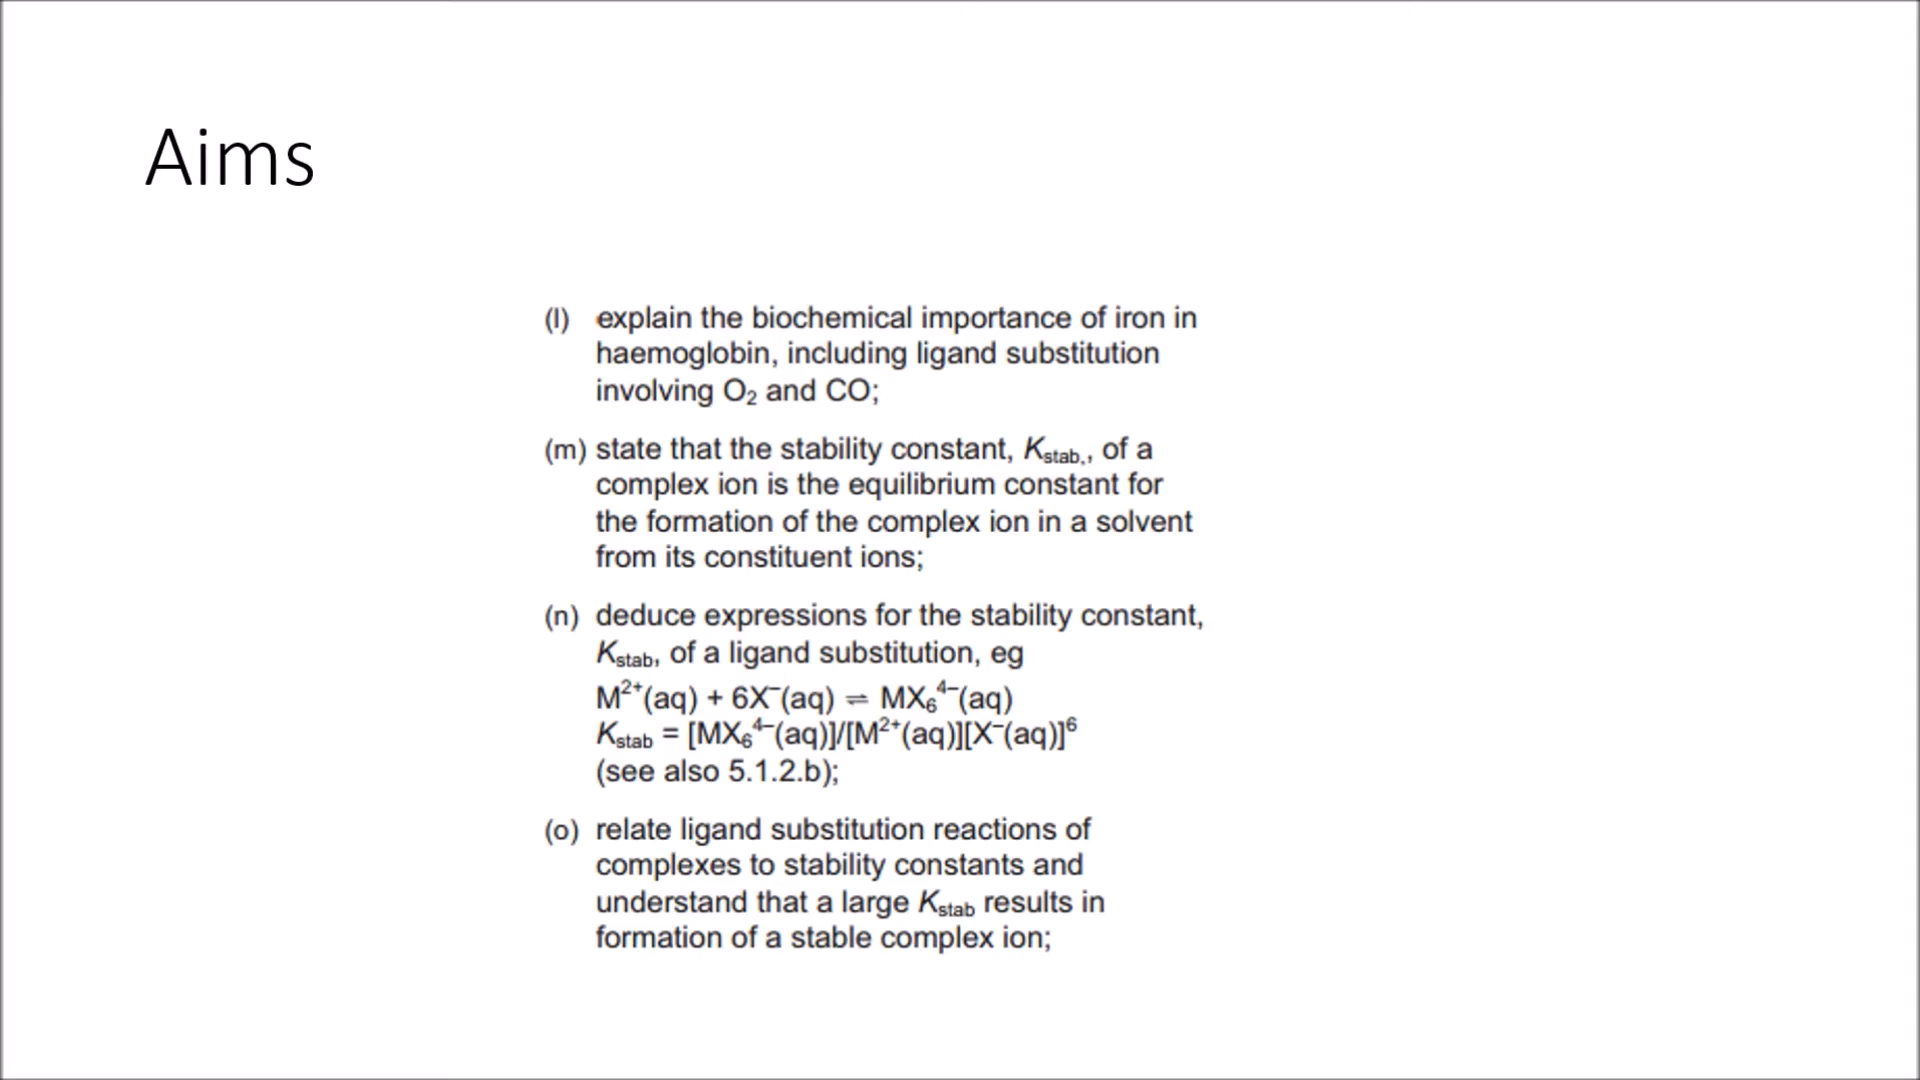 Aims
(l) explain the biochemical importance of iron in
haemoglobin, including ligand substitution
involving O₂ and CO;
(m) state that the stability constant, Kstab,, of a
complex ion is the equilibrium constant for
the formation of the complex ion in a solvent
from its constituent ions;
(n) deduce expressions for the stability constant,
Kstab, of a ligand substitution, eg
M²⁺(aq) + 6X⁻(aq) ⇌ MX₆⁴⁻(aq)
Kstab = [MX₆⁴⁻(aq)]/[M²⁺(aq)][X⁻(aq)]⁶
(see also 5.1.2.b);
(o) relate ligand substitution reactions of
complexes to stability constants and
understand that a large Kstab results in
formation of a stable complex ion;